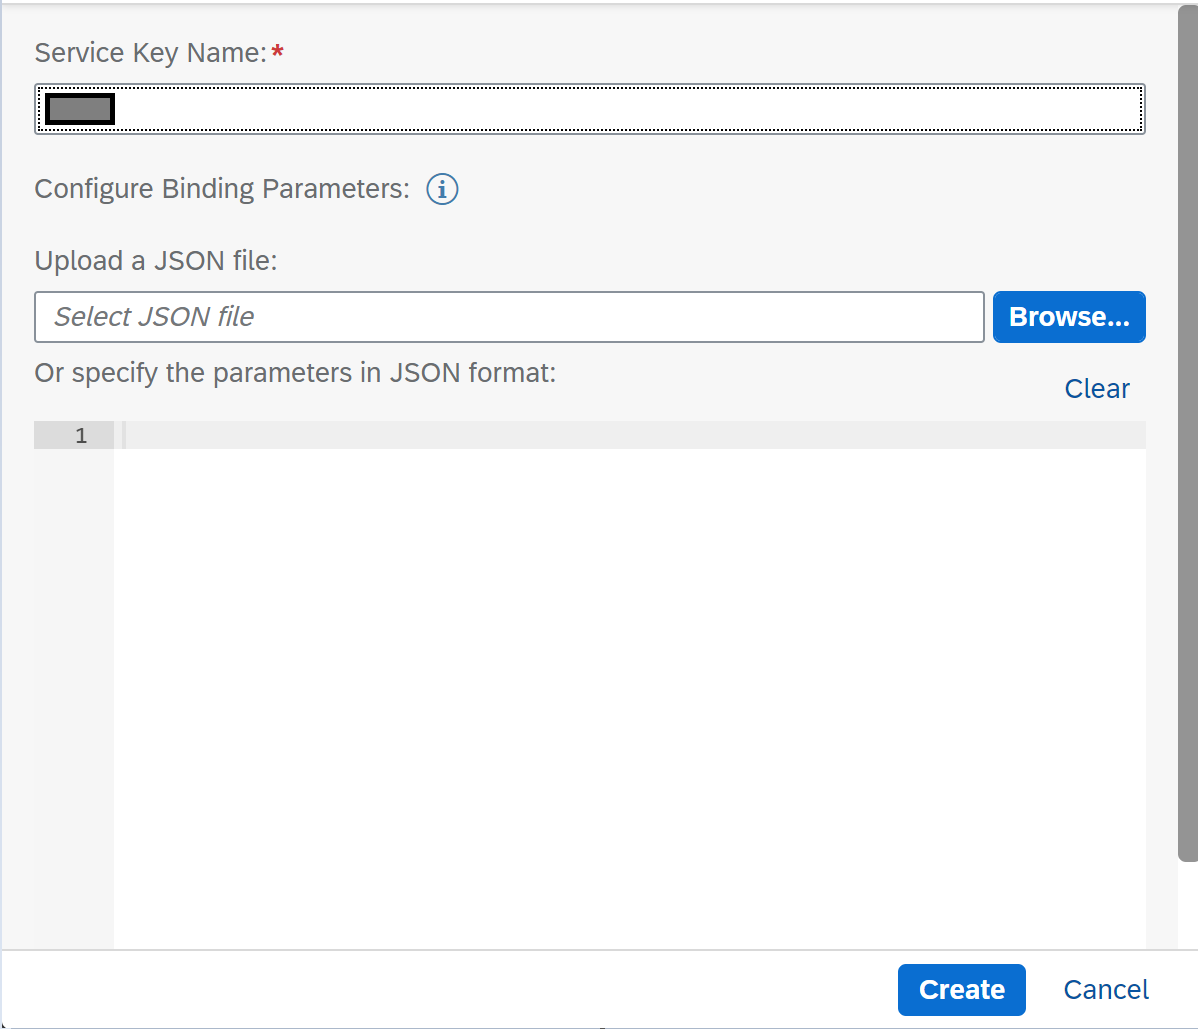 Service Key Name:*
Configure Binding Parameters:
Upload a JSON file:
Select JSON file
Browse...
Or specify the parameters in JSON format:
Clear
1
Create
Cancel